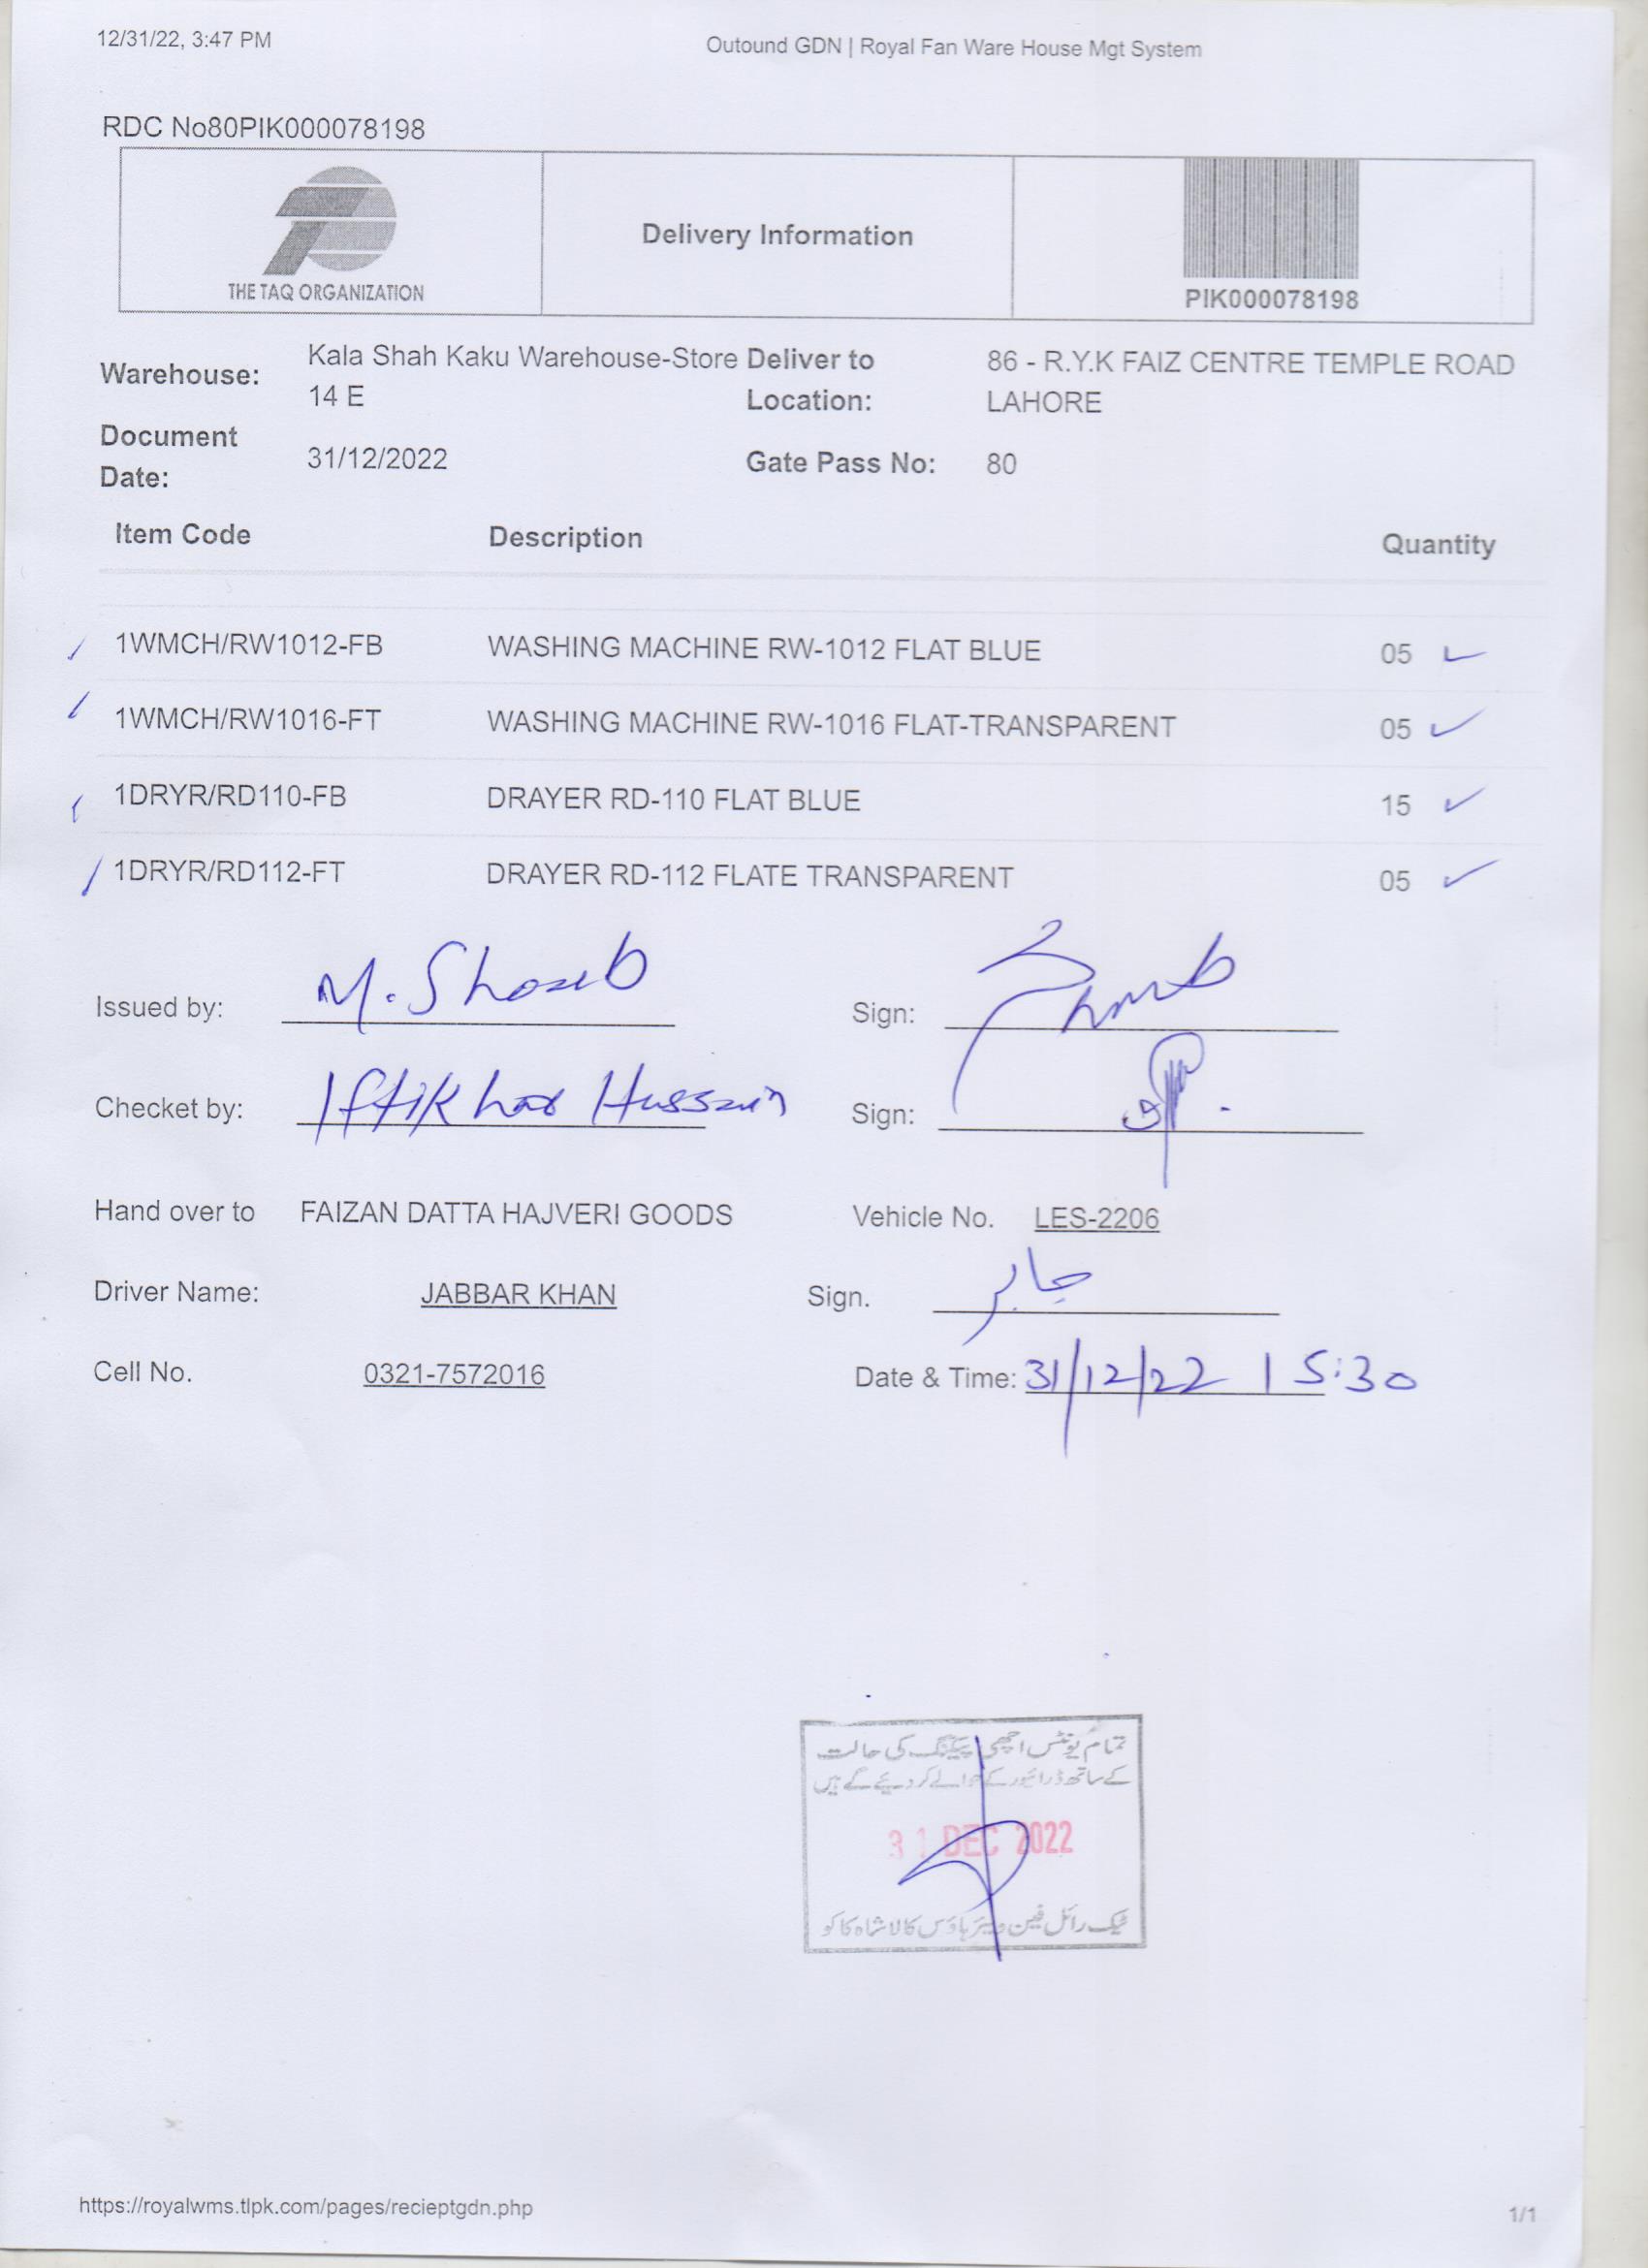 12/31/22, 3:47 PM
Outound GDN | Royal Fan Ware House Mgt System
RDC No80PIK000078198
THE TAQ ORGANIZATION
Delivery Information
PIK000078198
Warehouse: Kala Shah Kaku Warehouse-Store 14 E
Deliver to Location: 86 - R.Y.K FAIZ CENTRE TEMPLE ROAD LAHORE
Document Date: 31/12/2022
Gate Pass No: 80
Item Code Description Quantity
1WMCH/RW1012-FB WASHING MACHINE RW-1012 FLAT BLUE 05
1WMCH/RW1016-FT WASHING MACHINE RW-1016 FLAT-TRANSPARENT 05
1DRYR/RD110-FB DRAYER RD-110 FLAT BLUE 15
1DRYR/RD112-FT DRAYER RD-112 FLATE TRANSPARENT 05
Issued by: M. Shoaib Sign:
Checket by: Iftikhar Hussain Sign:
Hand over to FAIZAN DATTA HAJVERI GOODS Vehicle No. LES-2206
Driver Name: JABBAR KHAN Sign. جابر
Cell No. 0321-7572016 Date & Time: 31/12/22 15:30
تمام یونٹس اچھی پیکنگ کی حالت
کے ساتھ ڈرائیور کے حوالے کر دیئے گے ہیں
31 DEC 2022
ٹیک رائل فین ویئر ہاؤس کالا شاہ کاکو
https://royalwms.tlpk.com/pages/recieptgdn.php
1/1